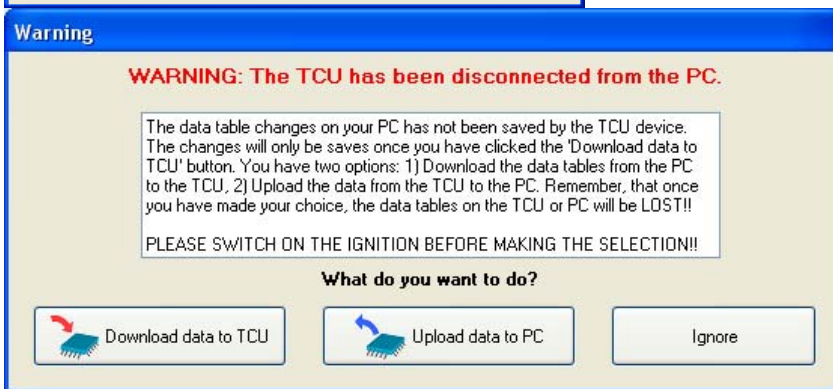 Warning
WARNING: The TCU has been disconnected from the PC.
The data table changes on your PC has not been saved by the TCU device.
The changes will only be saves once you have clicked the 'Download data to
TCU' button. You have two options: 1) Download the data tables from the PC
to the TCU, 2) Upload the data from the TCU to the PC. Remember, that once
you have made your choice, the data tables on the TCU or PC will be LOST!!
PLEASE SWITCH ON THE IGNITION BEFORE MAKING THE SELECTION!!
What do you want to do?
Download data to TCU
Upload data to PC
Ignore